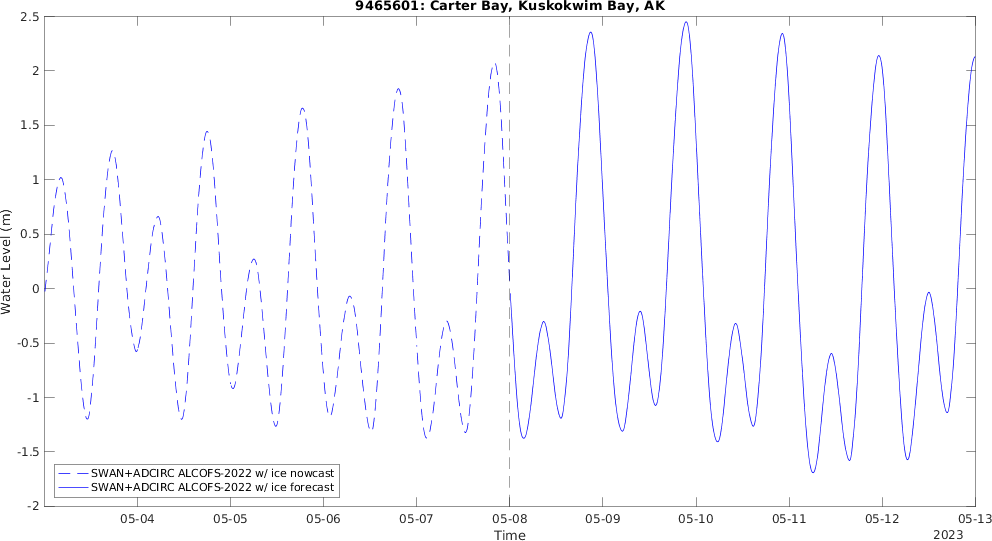 9465601: Carter Bay, Kuskokwim Bay, AK
2.5
2
1.5
1
0.5
0
-0.5
-1
-1.5
-2
Water Level (m)
SWAN+ADCIRC ALCOFS-2022 w/ ice nowcast
SWAN+ADCIRC ALCOFS-2022 w/ ice forecast
05-04 05-05 05-06 05-07 05-08 05-09 05-10 05-11 05-12 05-13
Time
2023